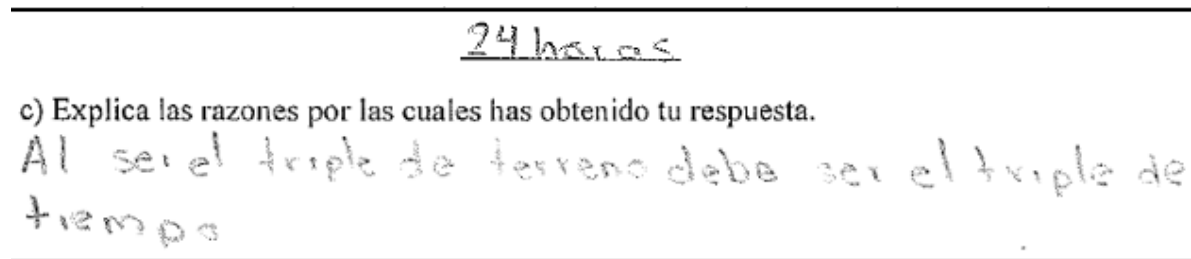 24 horas
c) Explica las razones por las cuales has obtenido tu respuesta.
Al ser el triple de terreno debe ser el triple de
tiempo